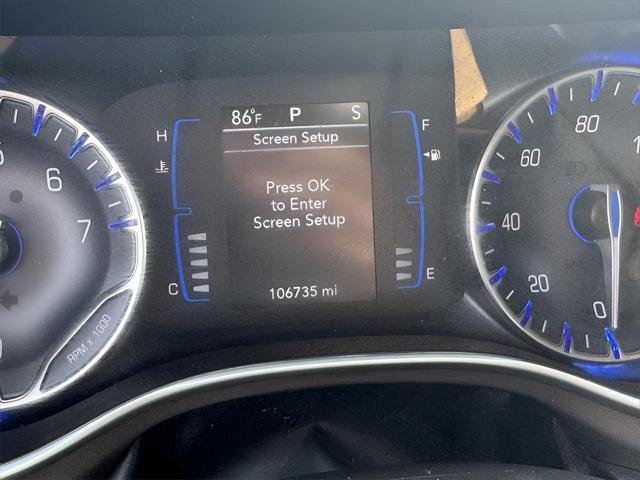 86°F P S
Screen Setup
Press OK
to Enter
Screen Setup
106735 mi
H
C
F
E
6
7
RPM x 1000
0
20
40
60
80